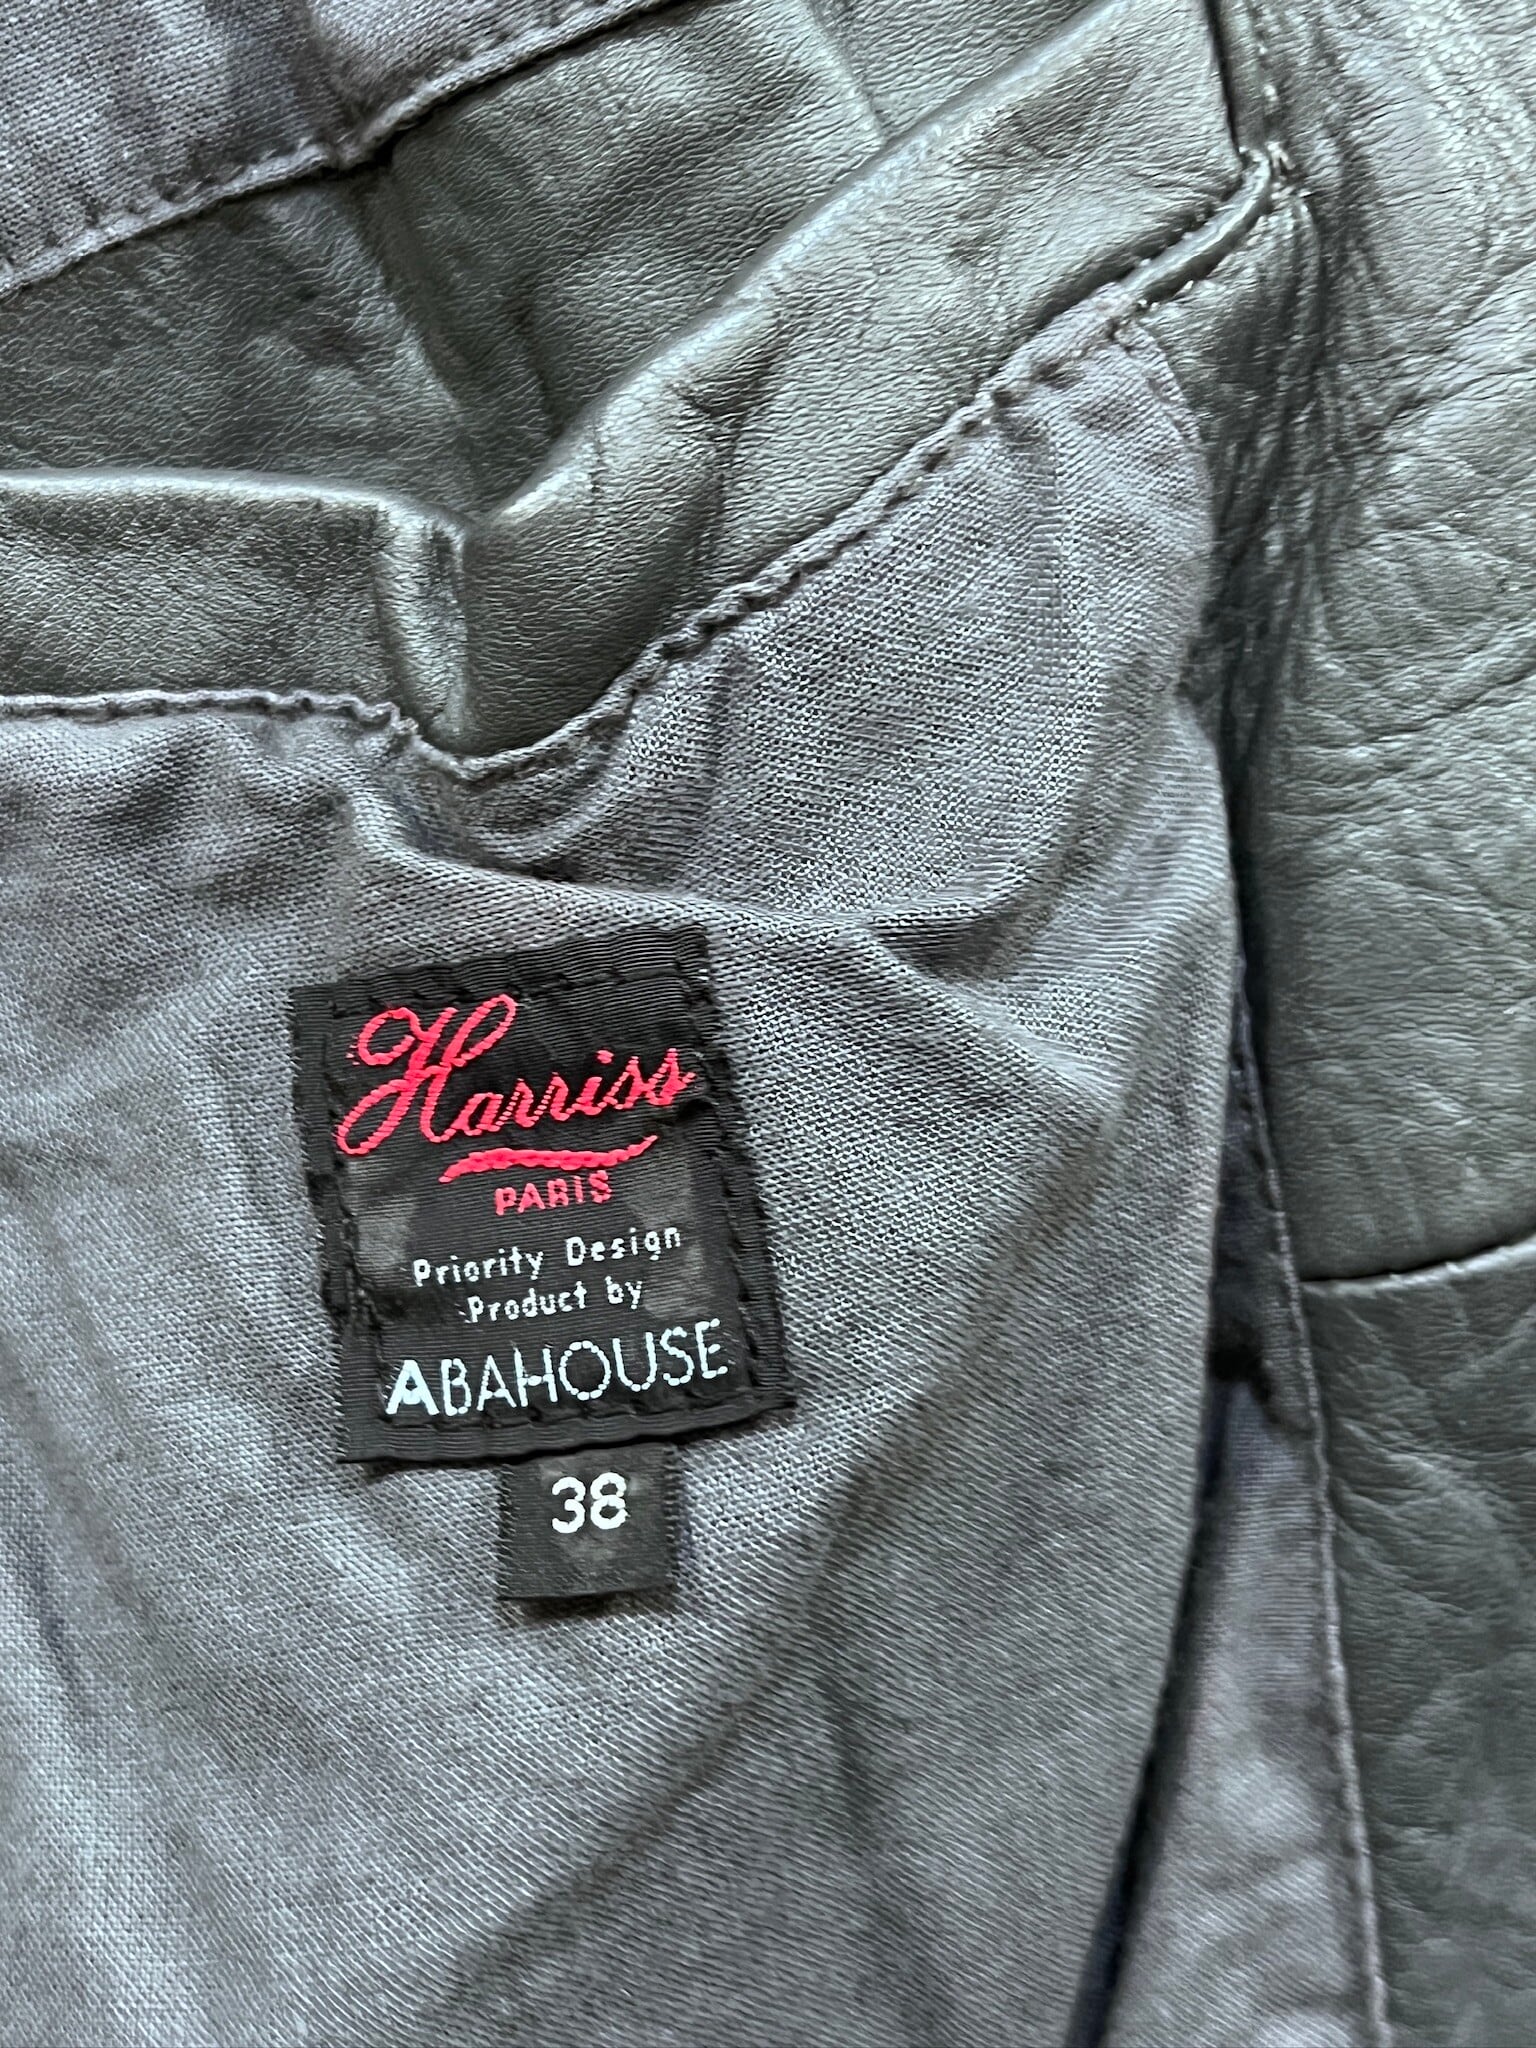 Harriss
PARIS
Priority Design
Product by
ABAHOUSE
38